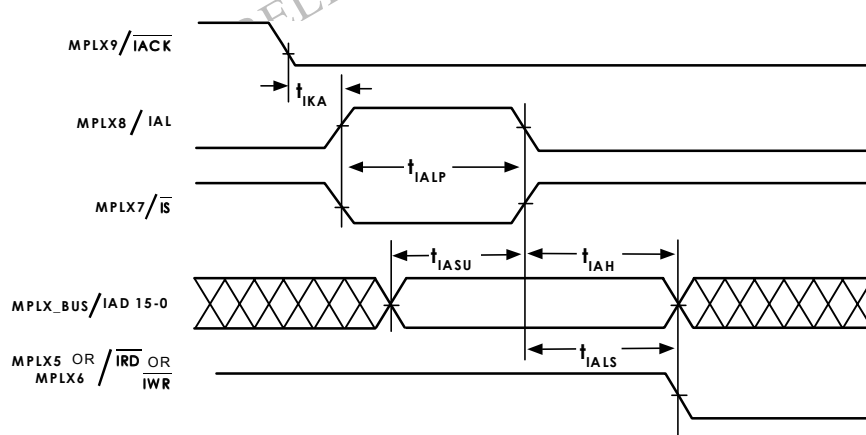 MPLX9/IACK
tIKA
MPLX8/IAL
tIALP
MPLX7/IS
tIASU
tIAH
MPLX_BUS/IAD 15-0
tIALS
MPLX5 OR / IRD OR
MPLX6 IWR